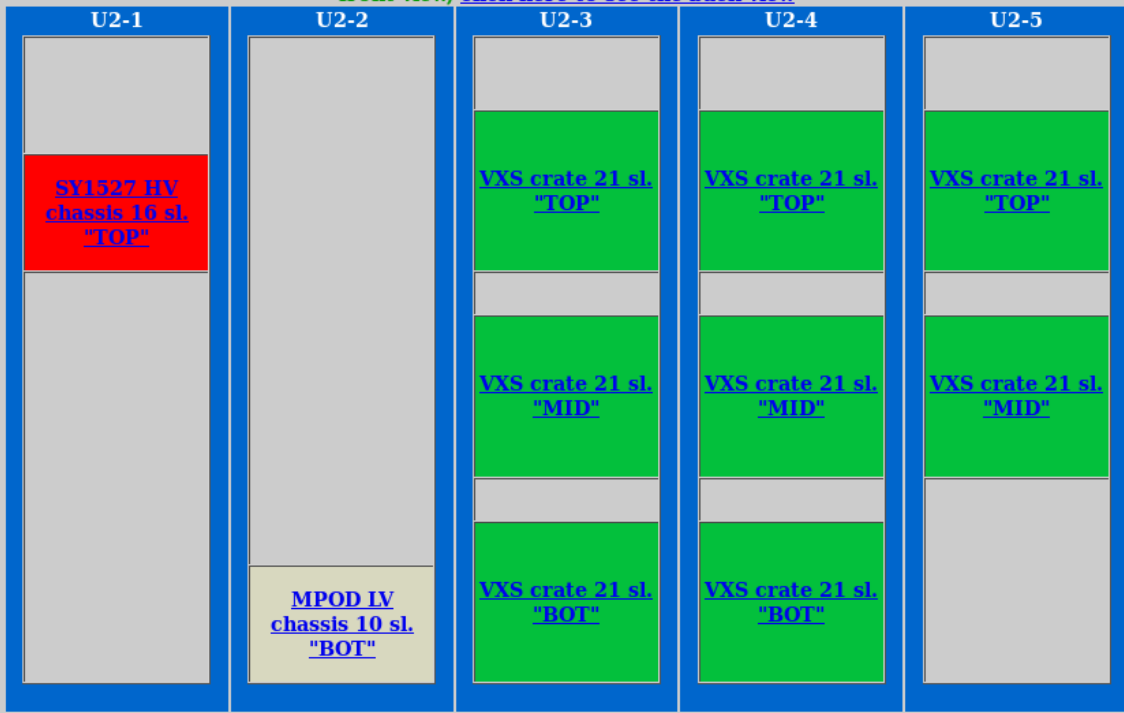 U2-1
SY1527 HV
chassis 16 sl.
"TOP"
U2-2
MPOD LV
chassis 10 sl.
"BOT"
U2-3
VXS crate 21 sl.
"TOP"
VXS crate 21 sl.
"MID"
VXS crate 21 sl.
"BOT"
U2-4
VXS crate 21 sl.
"TOP"
VXS crate 21 sl.
"MID"
VXS crate 21 sl.
"BOT"
U2-5
VXS crate 21 sl.
"TOP"
VXS crate 21 sl.
"MID"